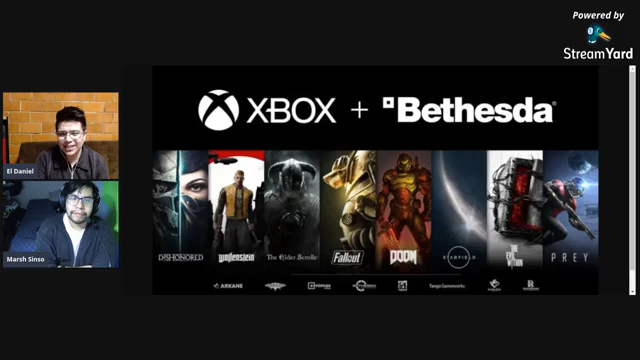 Powered by
StreamYard
XBOX + Bethesda
El Daniel
Marsh Sinso
DISHONORED
Wolfenstein
The Elder Scrolls
Fallout
DOOM
STARFIELD
THE EVIL WITHIN
PREY
ARKANE
Tango Gameworks